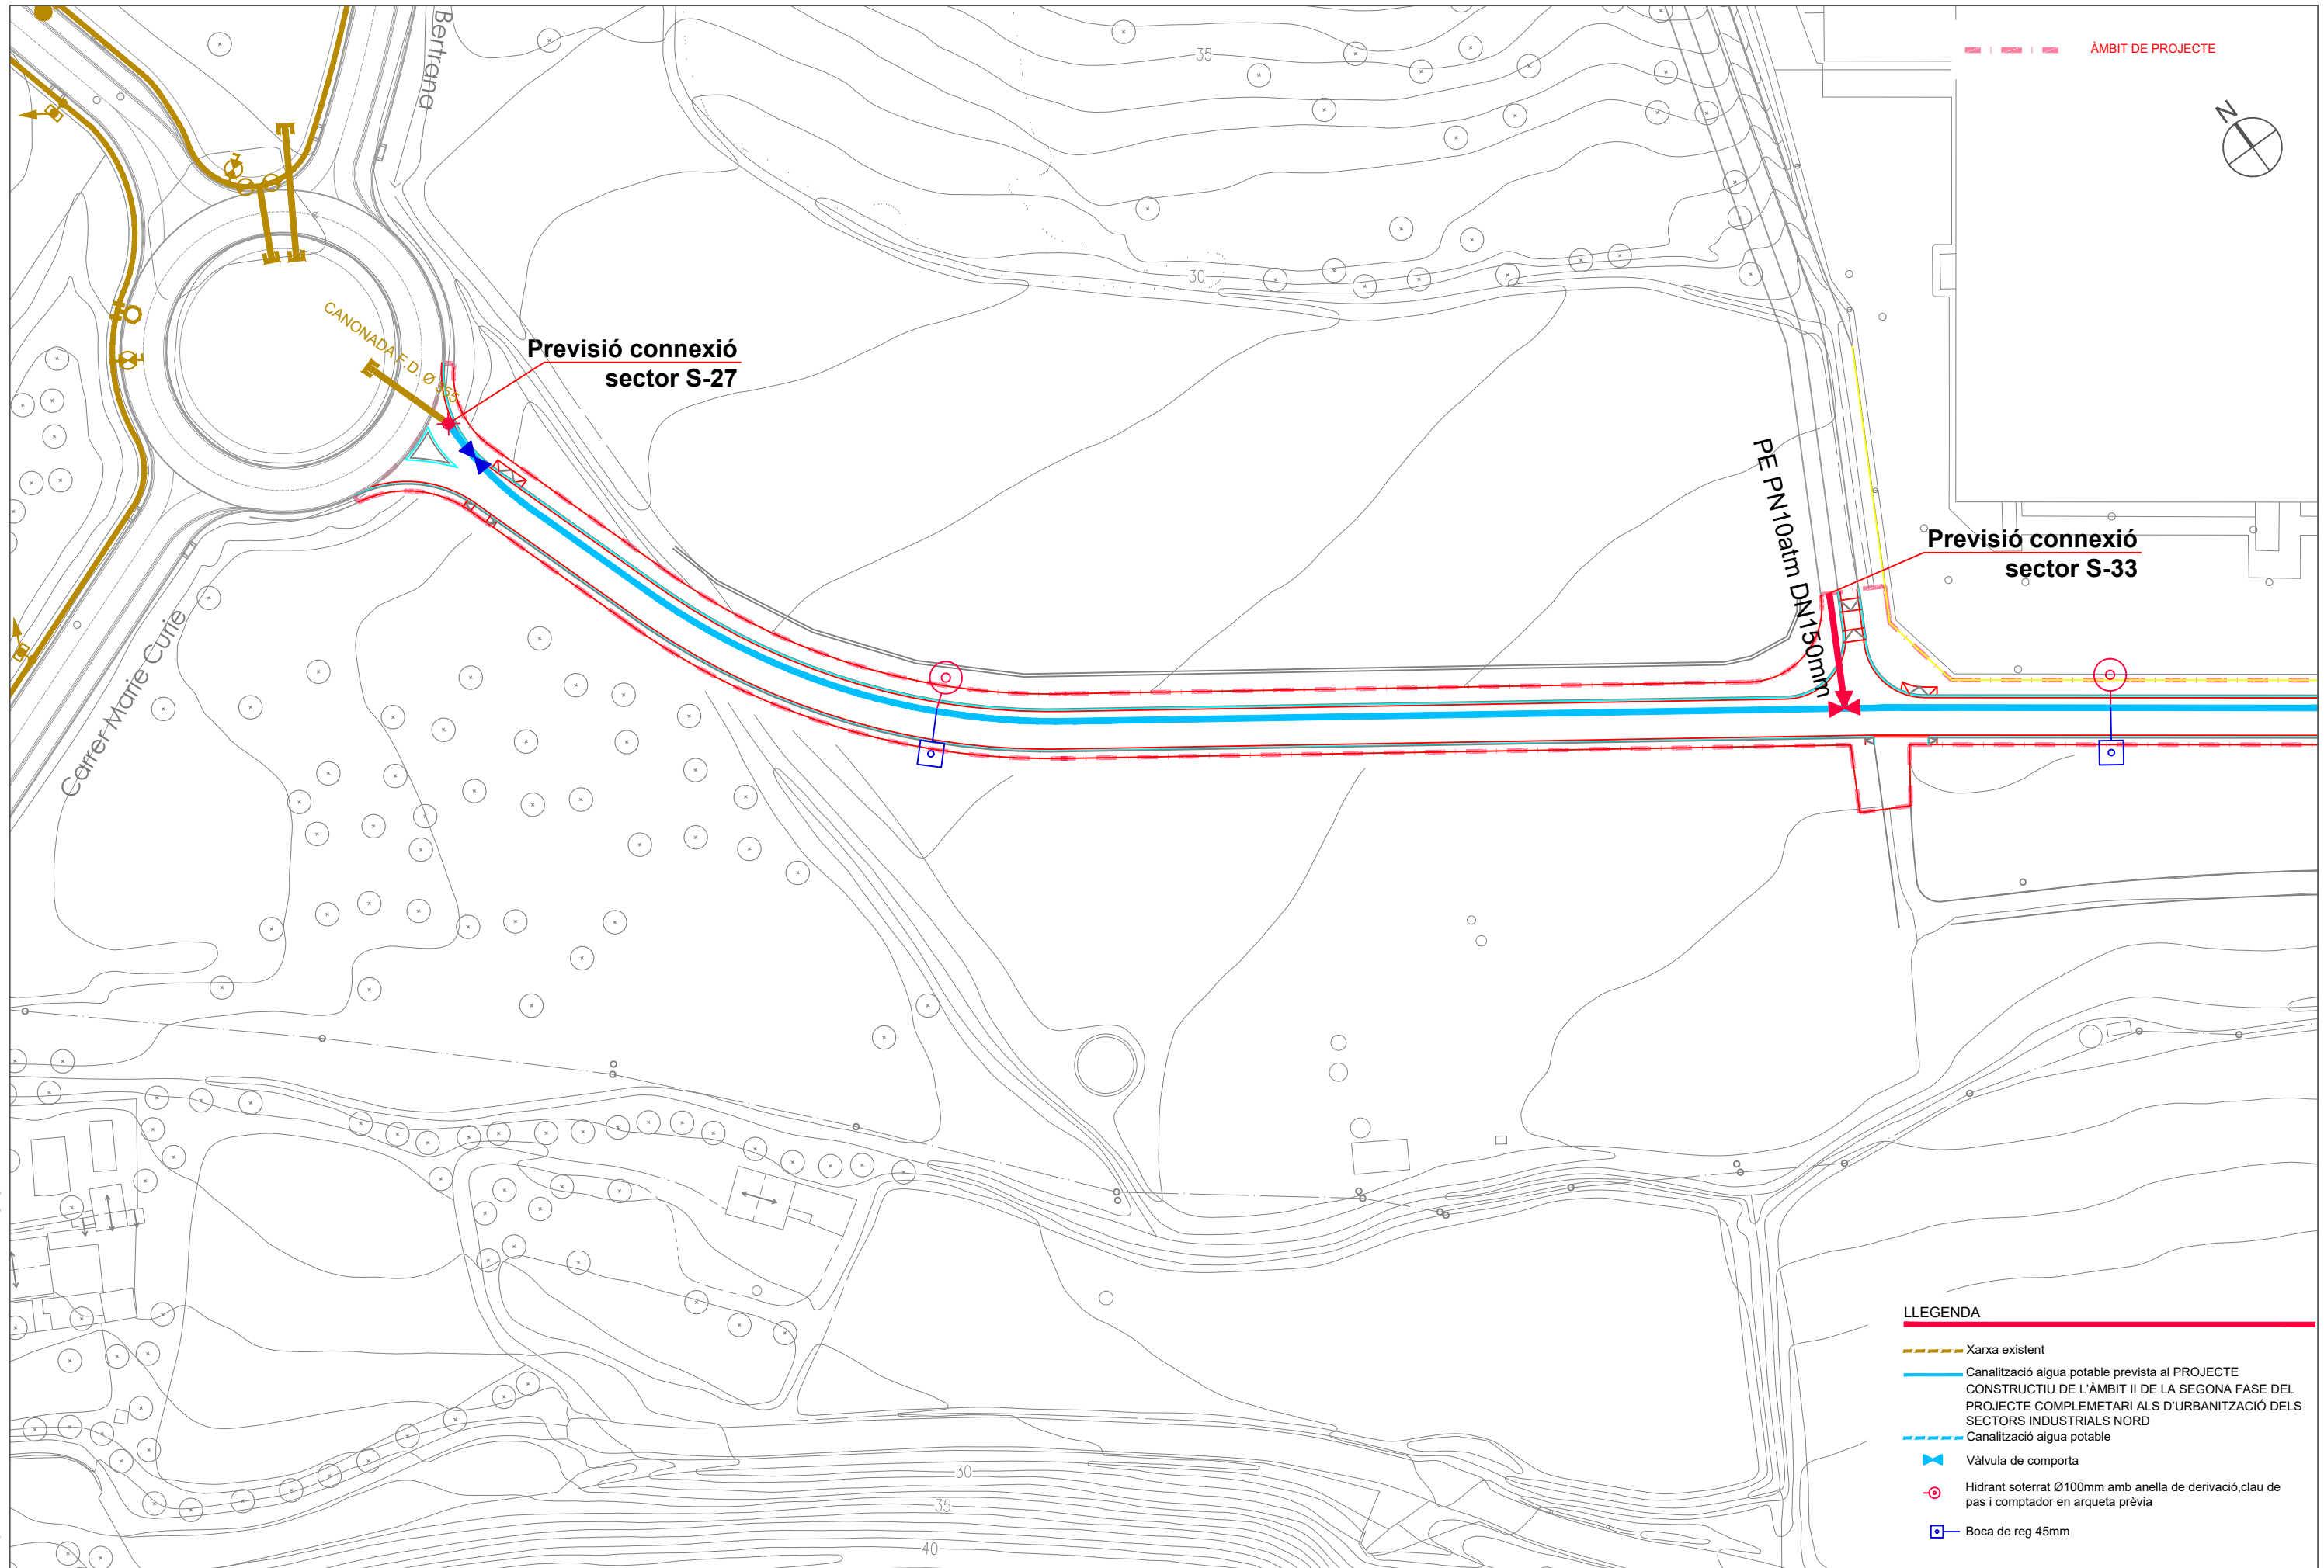 Bertrana
35
ÀMBIT DE PROJECTE
N
30
CANONADA F.D. Ø
Previsió connexió
sector S-27
PE PN10atm DN150mm
Previsió connexió
sector S-33
Carrer Marie Curie
LLEGENDA
Xarxa existent
Canalització aigua potable prevista al PROJECTE
CONSTRUCTIU DE L'ÀMBIT II DE LA SEGONA FASE DEL
PROJECTE COMPLEMETARI ALS D'URBANITZACIÓ DELS
SECTORS INDUSTRIALS NORD
Canalització aigua potable
Vàlvula de comporta
Hidrant soterrat Ø100mm amb anella de derivació,clau de
pas i comptador en arqueta prèvia
Boca de reg 45mm
30
35
40